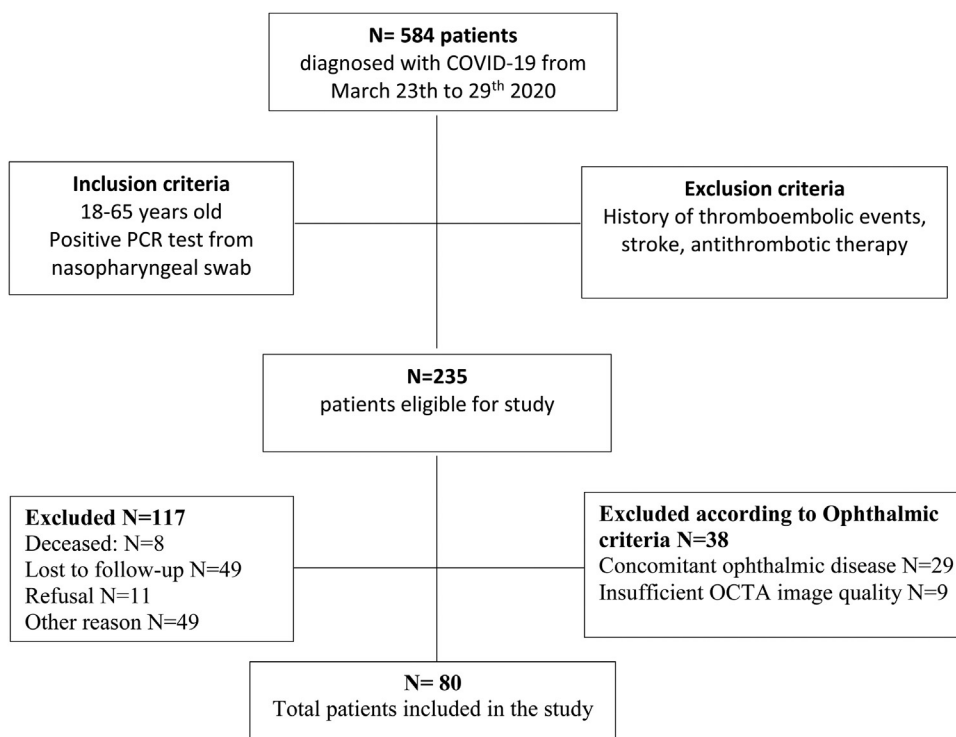 N= 584 patients
diagnosed with COVID-19 from
March 23th to 29th 2020
Inclusion criteria
18-65 years old
Positive PCR test from
nasopharyngeal swab
Exclusion criteria
History of thromboembolic events,
stroke, antithrombotic therapy
N=235
patients eligible for study
Excluded N=117
Deceased: N=8
Lost to follow-up N=49
Refusal N=11
Other reason N=49
Excluded according to Ophthalmic
criteria N=38
Concomitant ophthalmic disease N=29
Insufficient OCTA image quality N=9
N= 80
Total patients included in the study